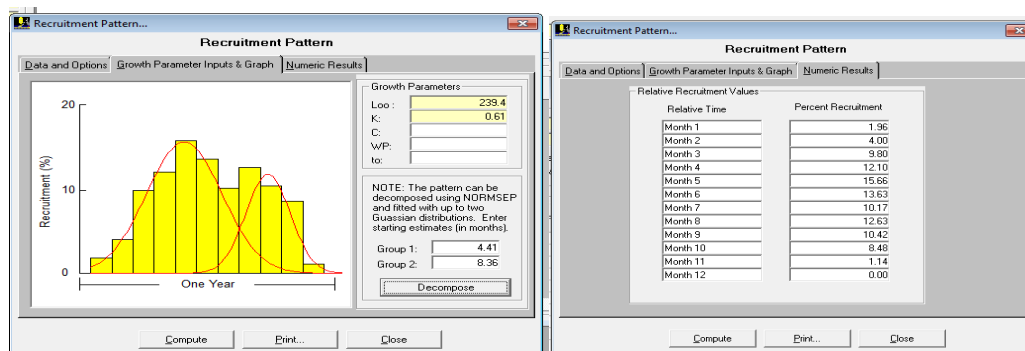 Recruitment Pattern...
Recruitment Pattern
Data and Options
Growth Parameter Inputs & Graph
Numeric Results
20
10
0
Recruitment (%)
One Year
Growth Parameters
Loo : 239.4
K: 0.61
C:
WP:
to:
NOTE: The pattern can be
decomposed using NORMSEP
and fitted with up to two
Guassian distributions. Enter
starting estimates (in months).
Group 1: 4.41
Group 2: 8.36
Decompose
Compute
Print...
Close
Recruitment Pattern...
Recruitment Pattern
Data and Options
Growth Parameter Inputs & Graph
Numeric Results
Relative Recruitment Values
Relative Time Percent Recruitment
Month 1 1.96
Month 2 4.00
Month 3 9.80
Month 4 12.10
Month 5 15.66
Month 6 13.63
Month 7 10.17
Month 8 12.63
Month 9 10.42
Month 10 8.48
Month 11 1.14
Month 12 0.00
Compute
Print...
Close